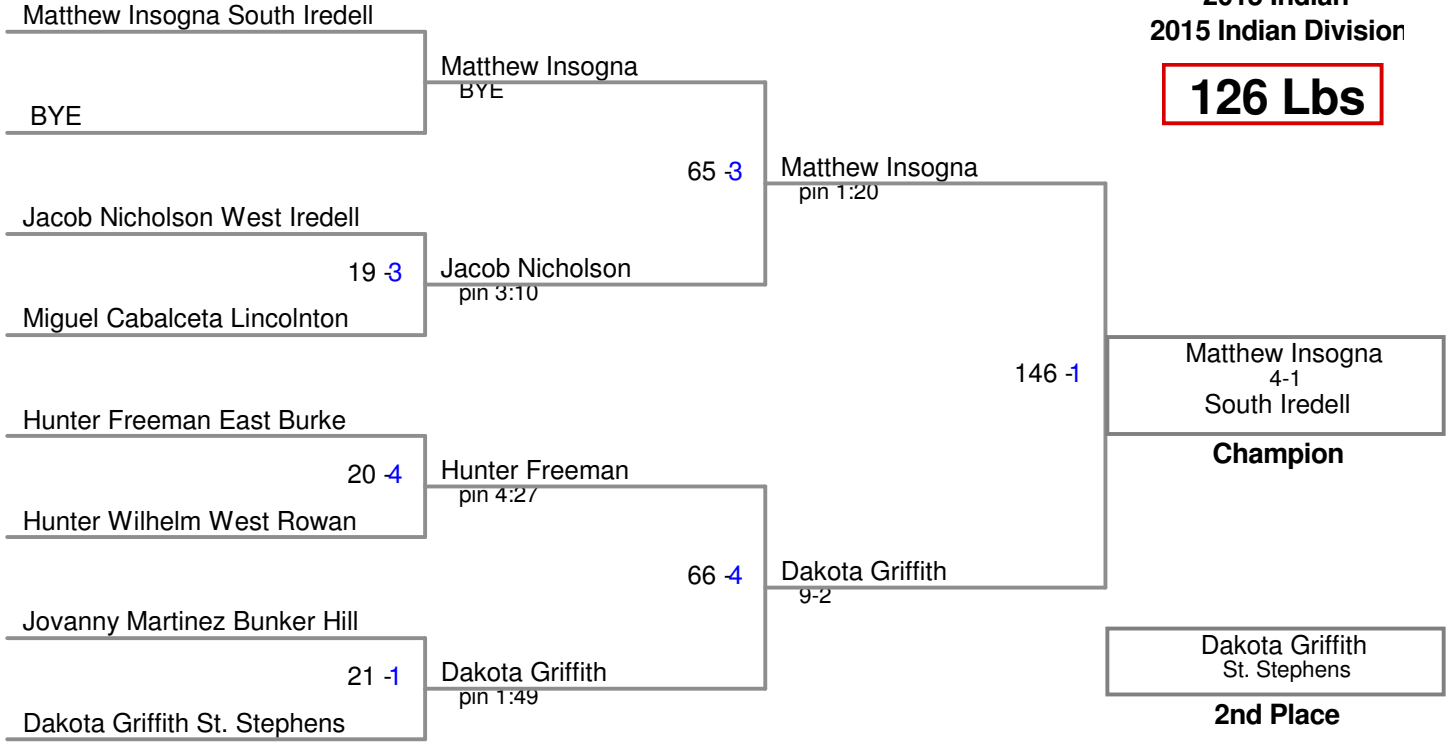 2015 Indian
2015 Indian Division
126 Lbs
Matthew Insogna South Iredell
BYE
Matthew Insogna
BYE
Jacob Nicholson West Iredell
19 -3
Miguel Cabalceta Lincolnton
Jacob Nicholson
pin 3:10
65 -3
Matthew Insogna
pin 1:20
Hunter Freeman East Burke
20 -4
Hunter Wilhelm West Rowan
Hunter Freeman
pin 4:27
Jovanny Martinez Bunker Hill
21 -1
Dakota Griffith St. Stephens
Dakota Griffith
pin 1:49
66 -4
Dakota Griffith
9-2
146 -1
Matthew Insogna
4-1
South Iredell
Champion
Dakota Griffith
St. Stephens
2nd Place